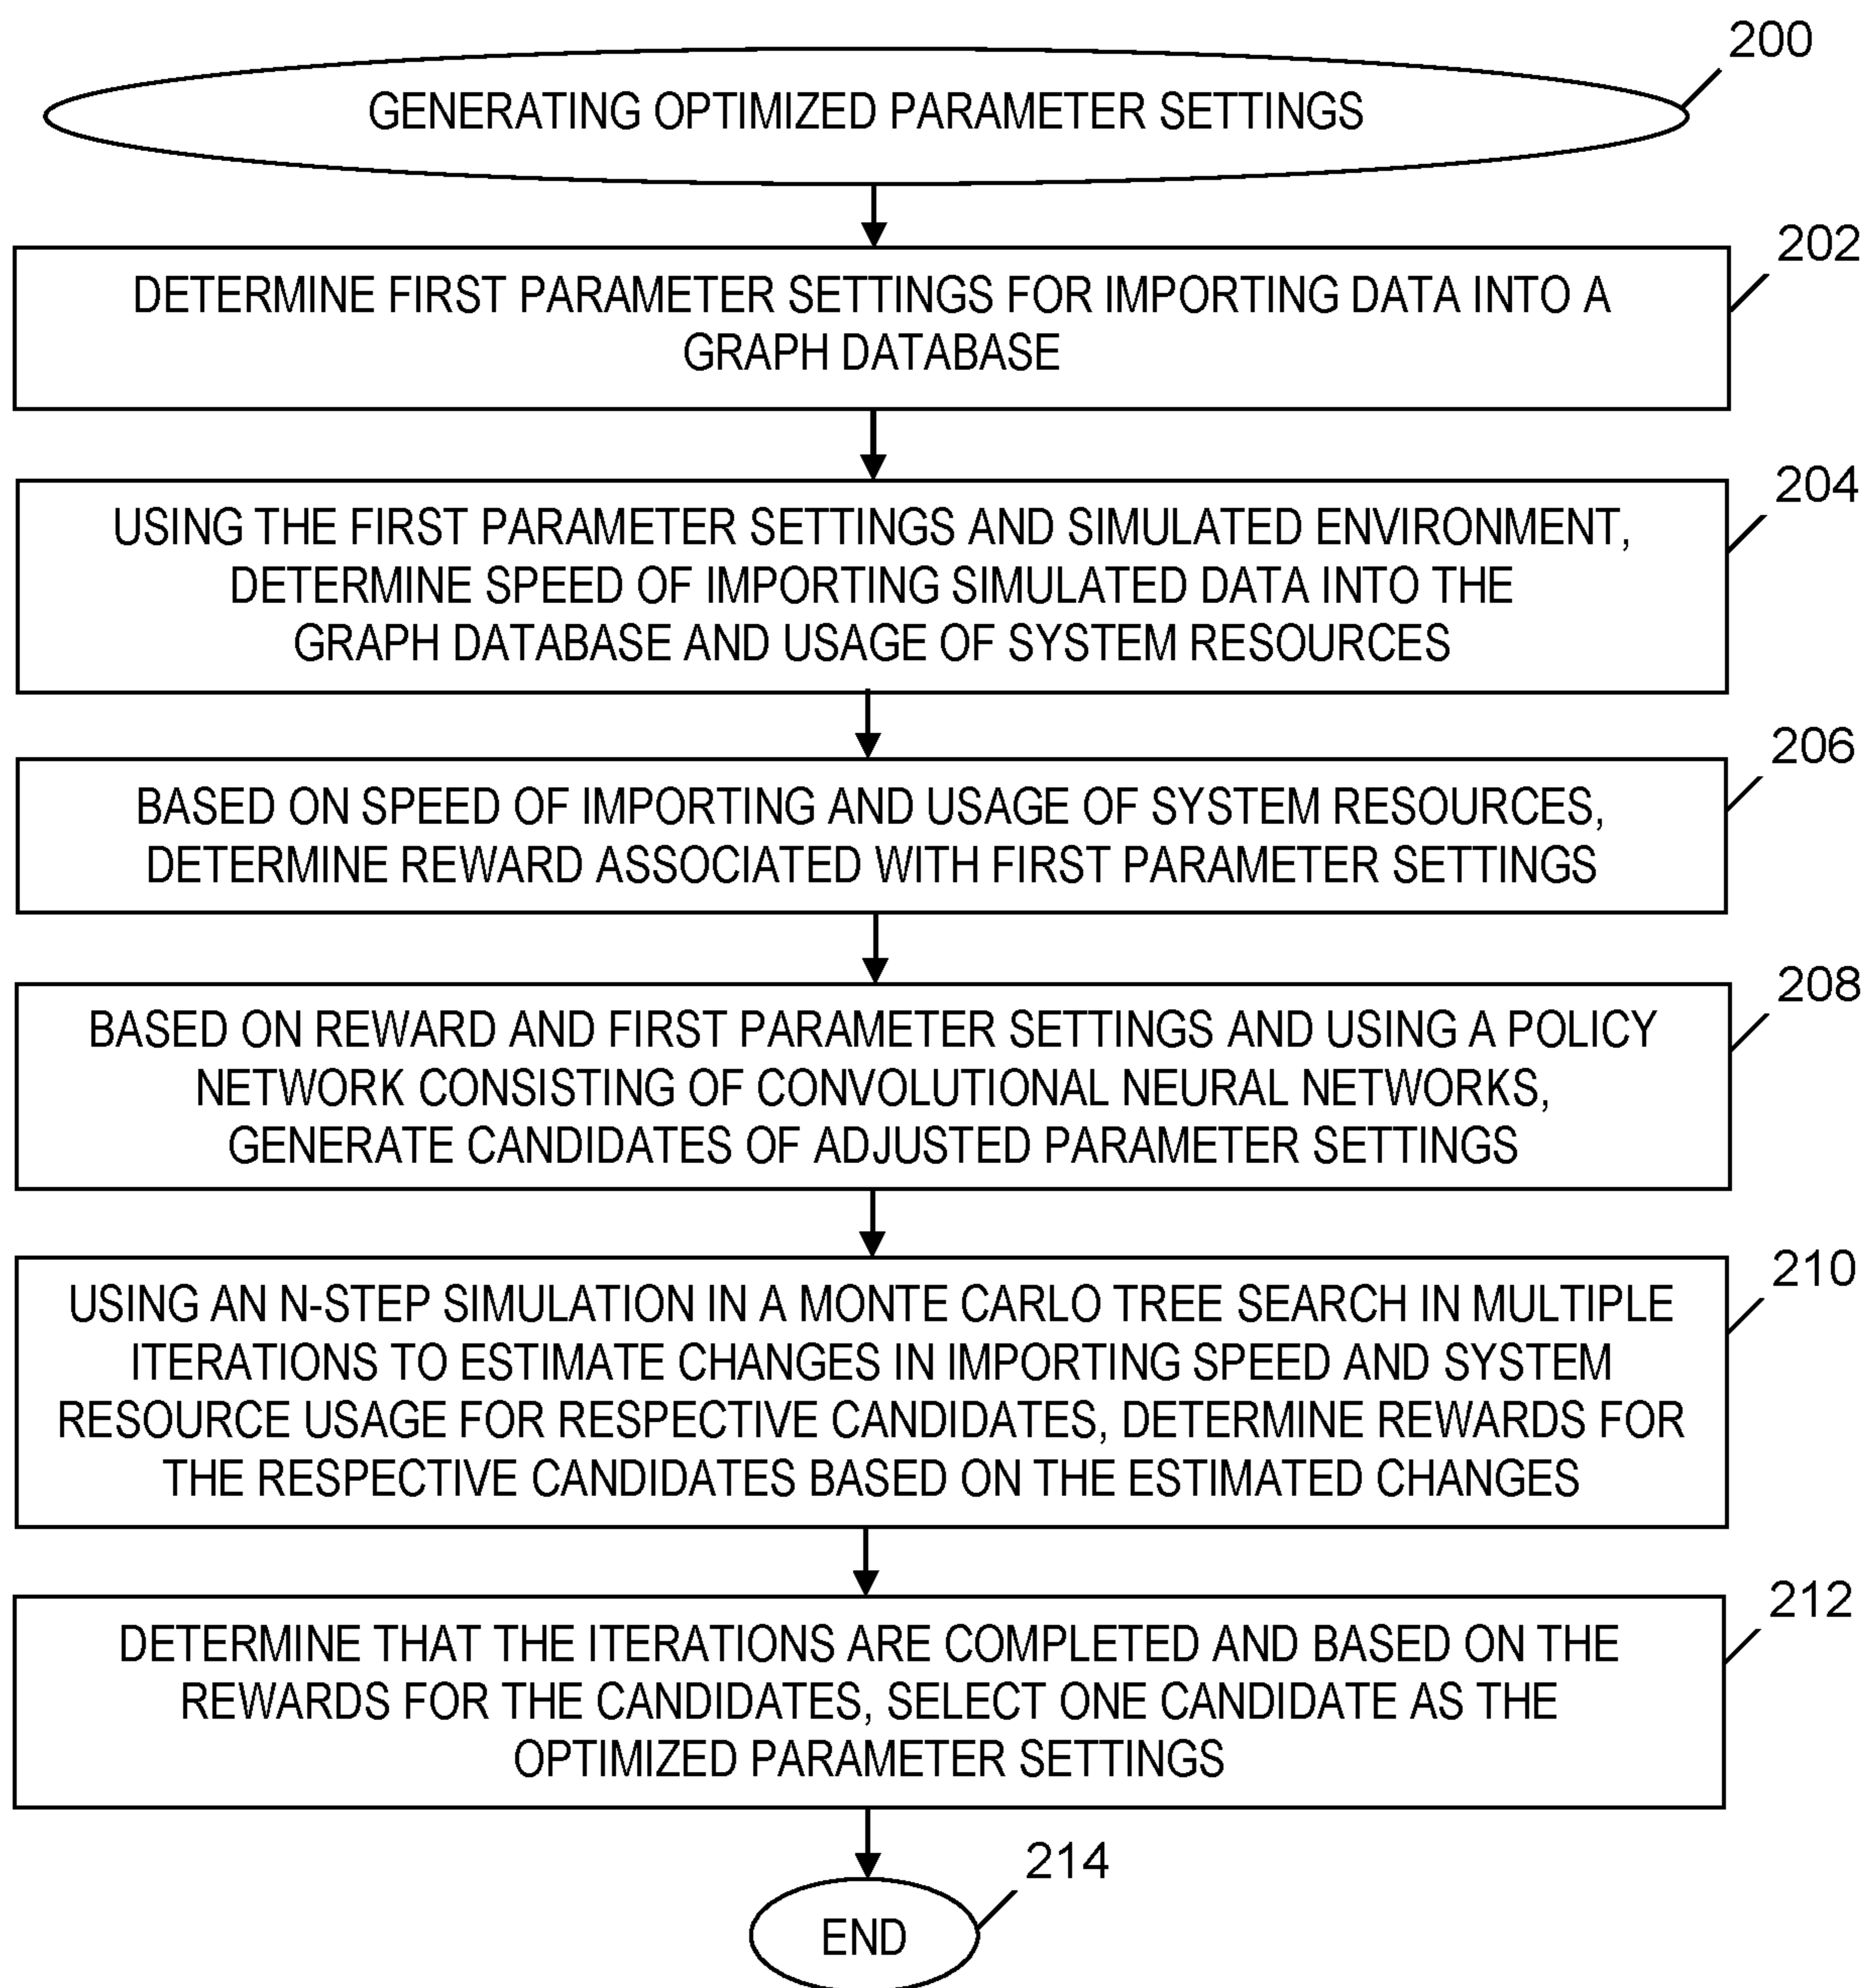 200
GENERATING OPTIMIZED PARAMETER SETTINGS
202
DETERMINE FIRST PARAMETER SETTINGS FOR IMPORTING DATA INTO A
GRAPH DATABASE
204
USING THE FIRST PARAMETER SETTINGS AND SIMULATED ENVIRONMENT,
DETERMINE SPEED OF IMPORTING SIMULATED DATA INTO THE
GRAPH DATABASE AND USAGE OF SYSTEM RESOURCES
206
BASED ON SPEED OF IMPORTING AND USAGE OF SYSTEM RESOURCES,
DETERMINE REWARD ASSOCIATED WITH FIRST PARAMETER SETTINGS
208
BASED ON REWARD AND FIRST PARAMETER SETTINGS AND USING A POLICY
NETWORK CONSISTING OF CONVOLUTIONAL NEURAL NETWORKS,
GENERATE CANDIDATES OF ADJUSTED PARAMETER SETTINGS
210
USING AN N-STEP SIMULATION IN A MONTE CARLO TREE SEARCH IN MULTIPLE
ITERATIONS TO ESTIMATE CHANGES IN IMPORTING SPEED AND SYSTEM
RESOURCE USAGE FOR RESPECTIVE CANDIDATES, DETERMINE REWARDS FOR
THE RESPECTIVE CANDIDATES BASED ON THE ESTIMATED CHANGES
212
DETERMINE THAT THE ITERATIONS ARE COMPLETED AND BASED ON THE
REWARDS FOR THE CANDIDATES, SELECT ONE CANDIDATE AS THE
OPTIMIZED PARAMETER SETTINGS
214
END